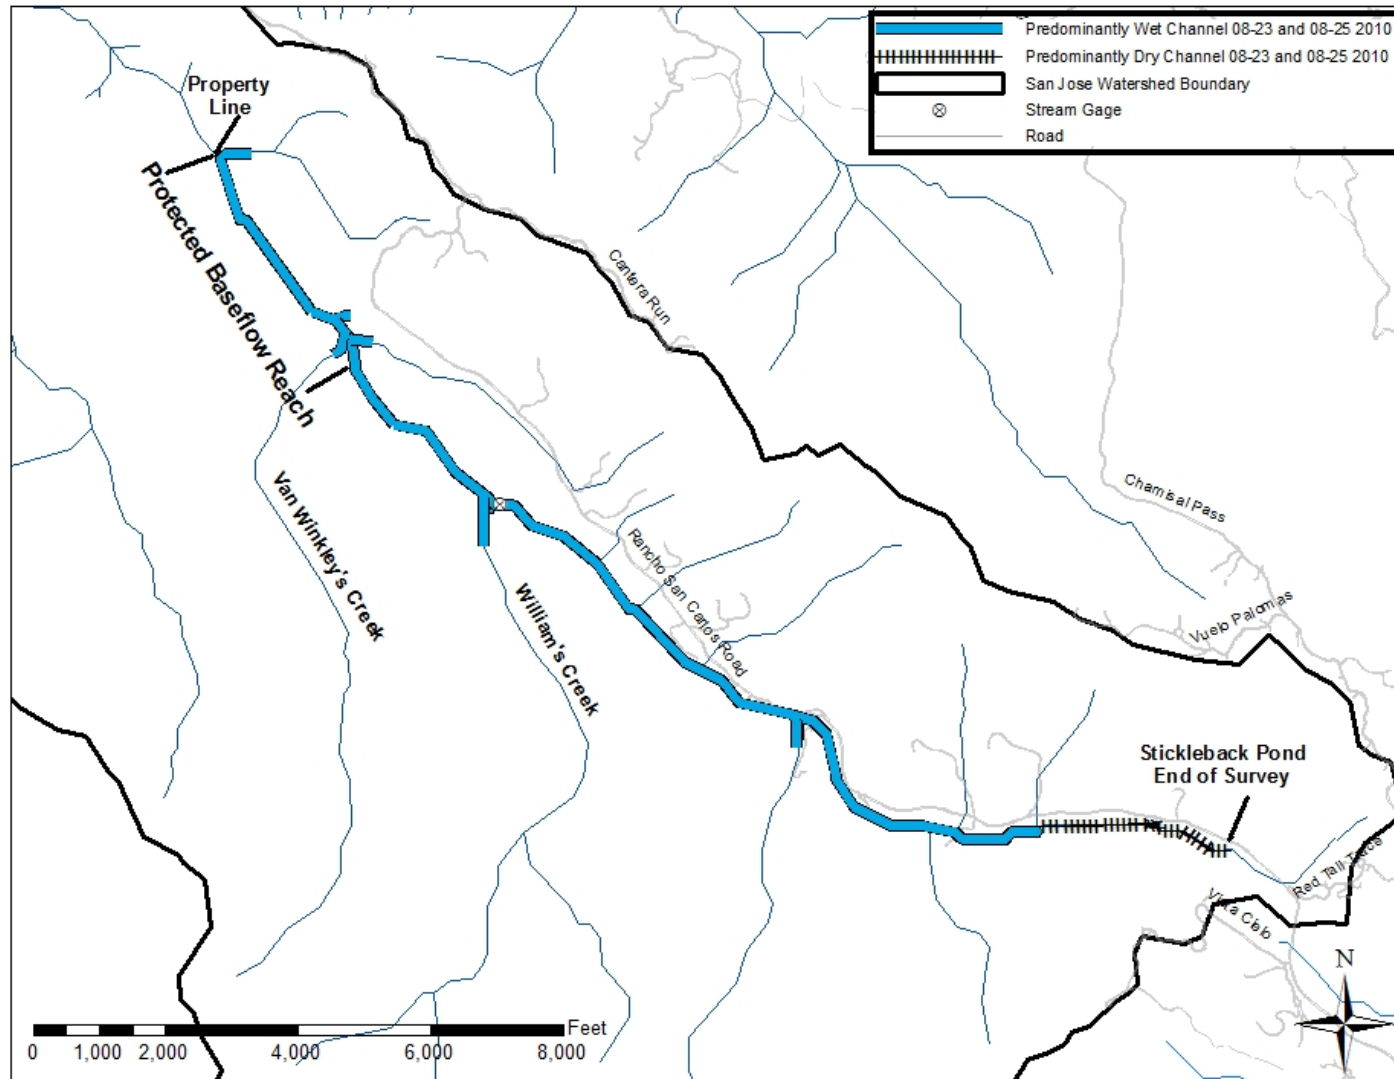 Predominantly Wet Channel 08-23 and 08-25 2010
Predominantly Dry Channel 08-23 and 08-25 2010
San Jose Watershed Boundary
Stream Gage
Road
Property
Line
Protected Baseflow Reach
Cantera Run
Van Winkley's Creek
William's Creek
Rancho San Carlos Road
Chamisal Pass
Vuelo Palomas
Stickleback Pond
End of Survey
Red Tail Trace
Vista Cielo
N
Feet
0
1,000
2,000
4,000
6,000
8,000